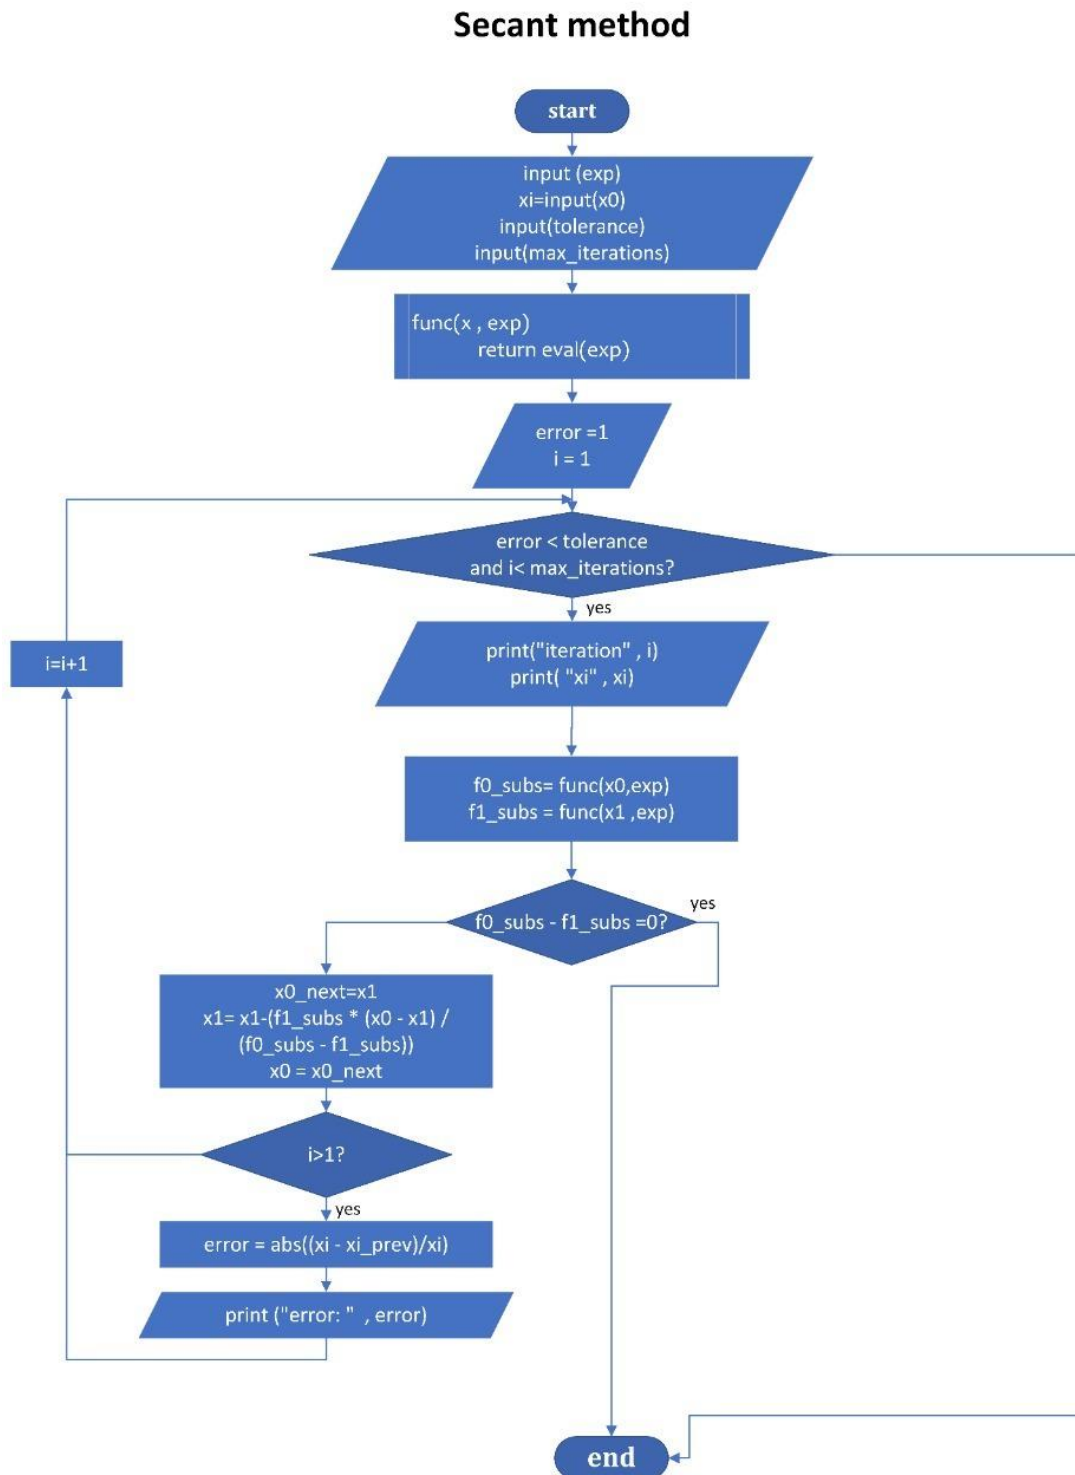 Secant method
start
input (exp)
xi=input(x0)
input(tolerance)
input(max_iterations)
func(x , exp)
return eval(exp)
error =1
i = 1
error < tolerance
and i< max_iterations?
yes
i=i+1
print("iteration" , i)
print( "xi" , xi)
f0_subs= func(x0,exp)
f1_subs = func(x1 ,exp)
f0_subs - f1_subs =0?
yes
x0_next=x1
x1= x1-(f1_subs * (x0 - x1) /
(f0_subs - f1_subs))
x0 = x0_next
i>1?
yes
error = abs((xi - xi_prev)/xi)
print ("error: " , error)
end